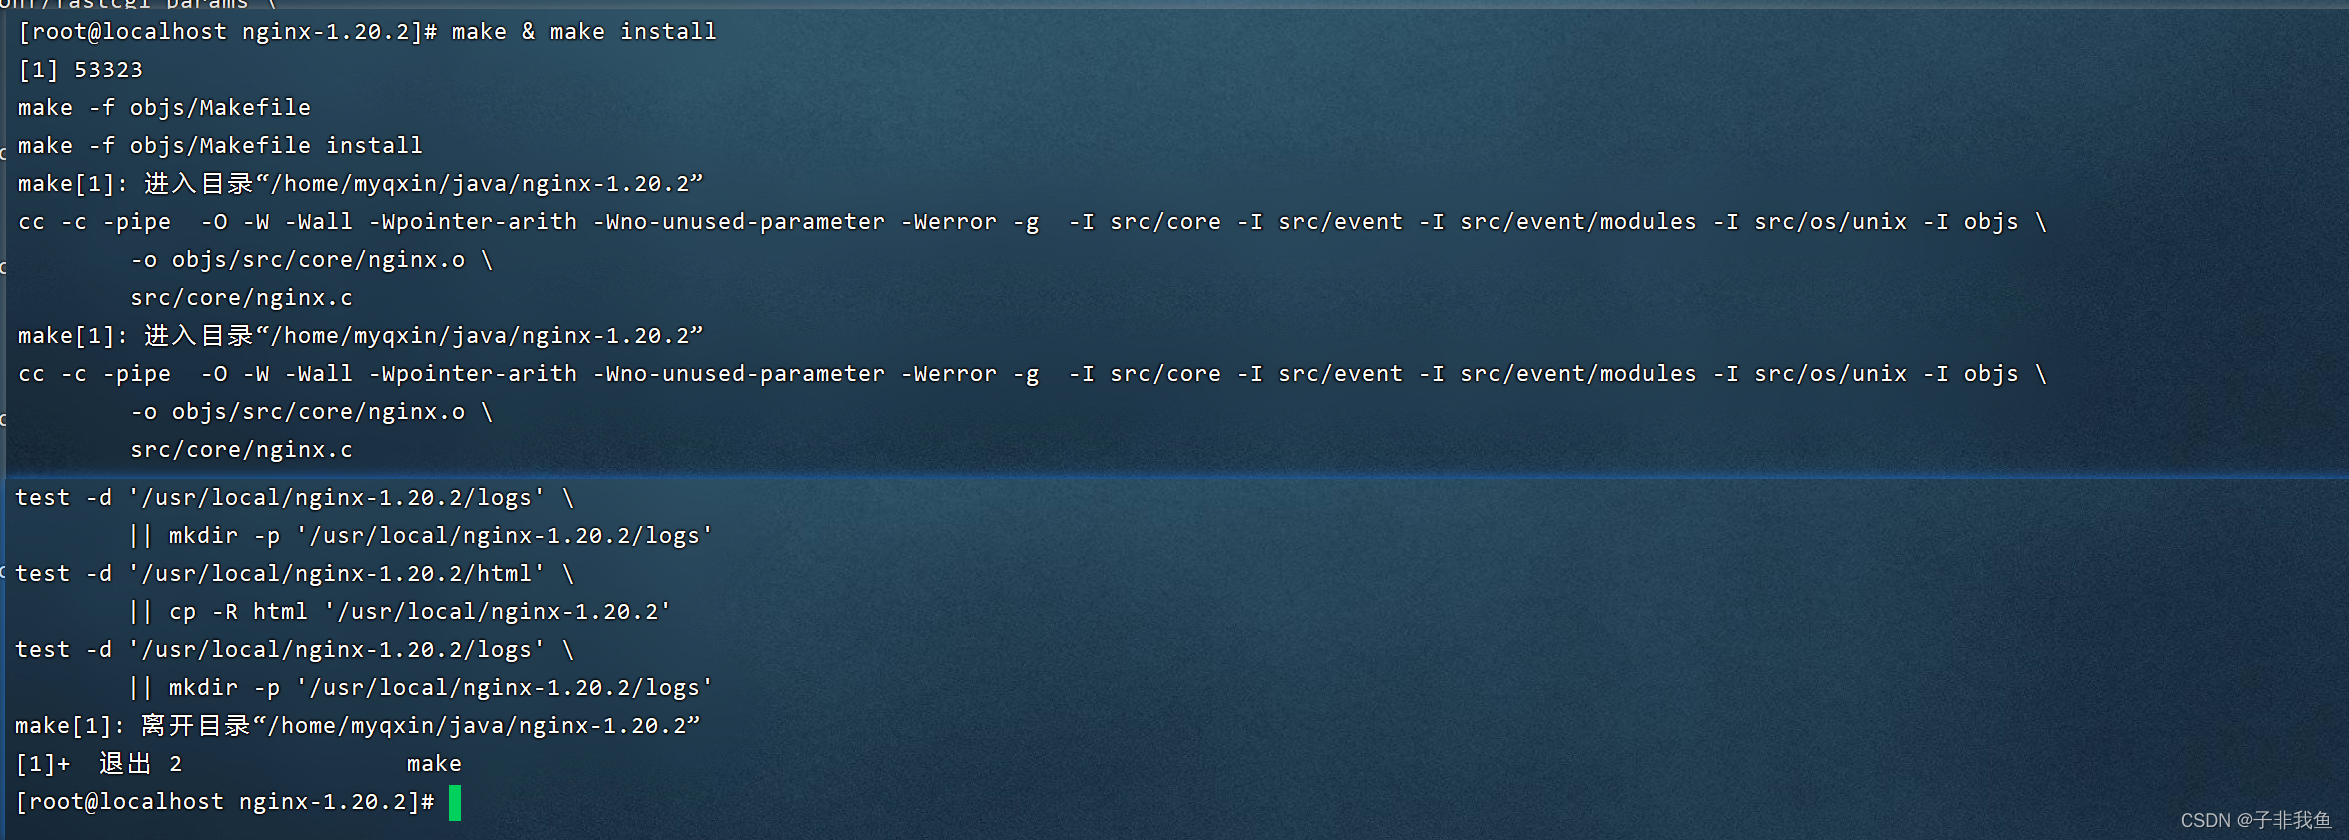 onf/fastcgi_params \
[root@localhost nginx-1.20.2]# make & make install
[1] 53323
make -f objs/Makefile
make -f objs/Makefile install
make[1]: 进入目录“/home/myqxin/java/nginx-1.20.2”
cc -c -pipe  -O -W -Wall -Wpointer-arith -Wno-unused-parameter -Werror -g  -I src/core -I src/event -I src/event/modules -I src/os/unix -I objs \
        -o objs/src/core/nginx.o \
        src/core/nginx.c
make[1]: 进入目录“/home/myqxin/java/nginx-1.20.2”
cc -c -pipe  -O -W -Wall -Wpointer-arith -Wno-unused-parameter -Werror -g  -I src/core -I src/event -I src/event/modules -I src/os/unix -I objs \
        -o objs/src/core/nginx.o \
        src/core/nginx.c
test -d '/usr/local/nginx-1.20.2/logs' \
        || mkdir -p '/usr/local/nginx-1.20.2/logs'
test -d '/usr/local/nginx-1.20.2/html' \
        || cp -R html '/usr/local/nginx-1.20.2'
test -d '/usr/local/nginx-1.20.2/logs' \
        || mkdir -p '/usr/local/nginx-1.20.2/logs'
make[1]: 离开目录“/home/myqxin/java/nginx-1.20.2”
[1]+  退出 2                make
[root@localhost nginx-1.20.2]#
CSDN @子非我鱼